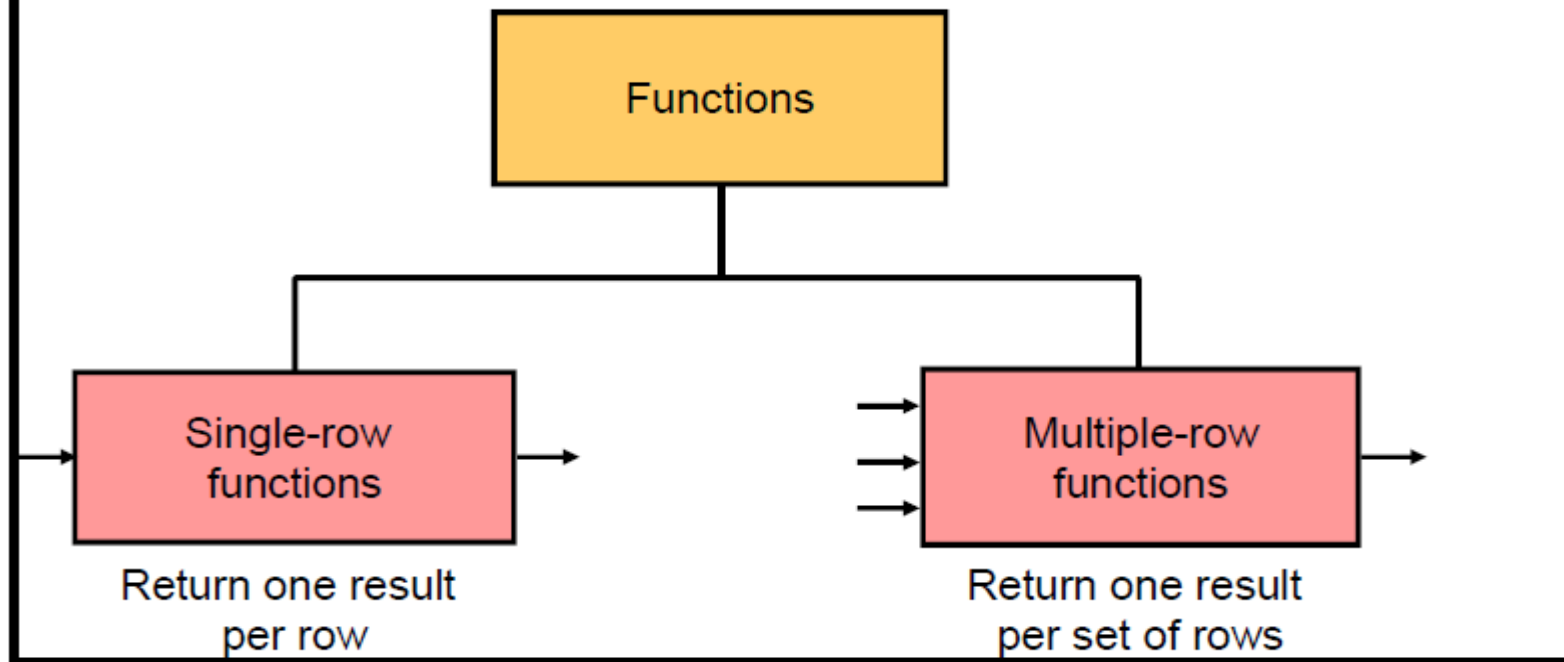 Functions
Single-row
functions
Multiple-row
functions
Return one result
per row
Return one result
per set of rows